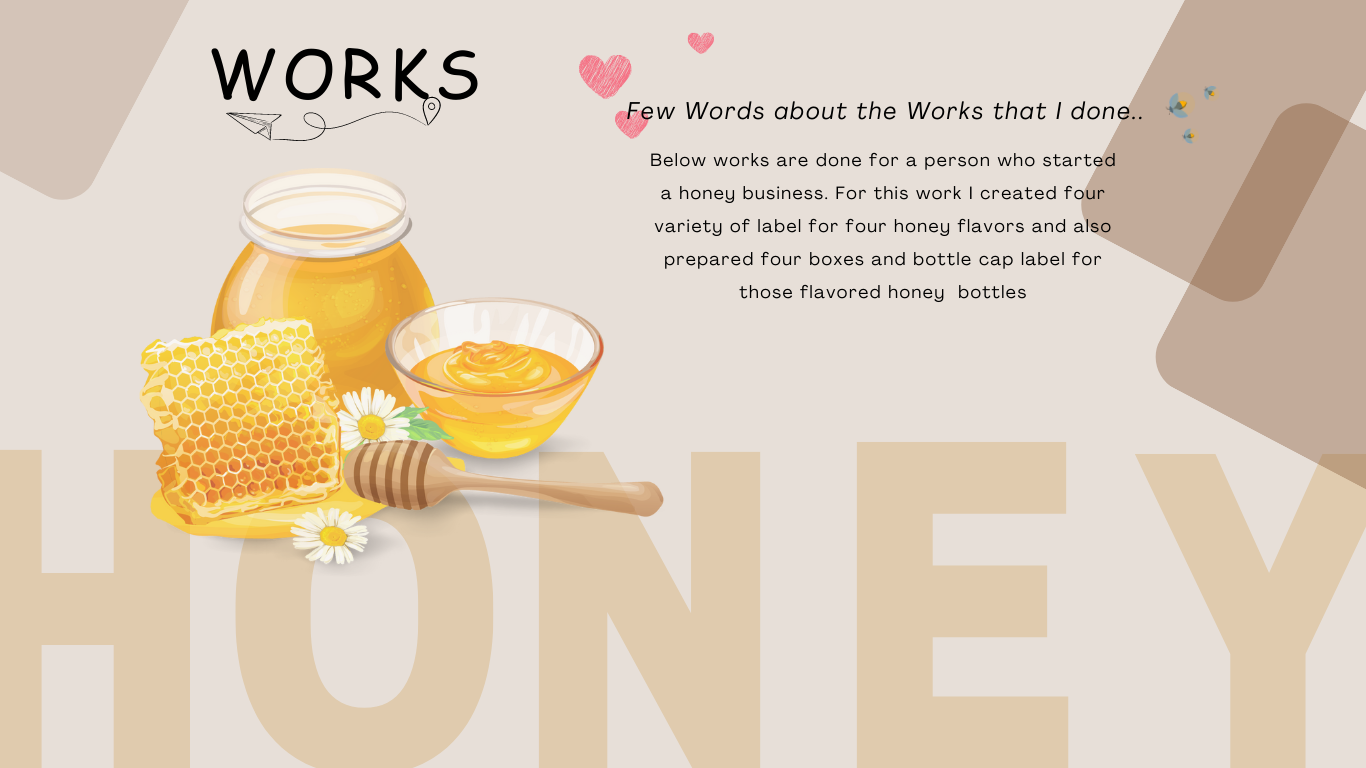 WORKS
Few Words about the Works that I done..
Below works are done for a person who started
a honey business. For this work I created four
variety of label for four honey flavors and also
prepared four boxes and bottle cap label for
those flavored honey  bottles
HONEY